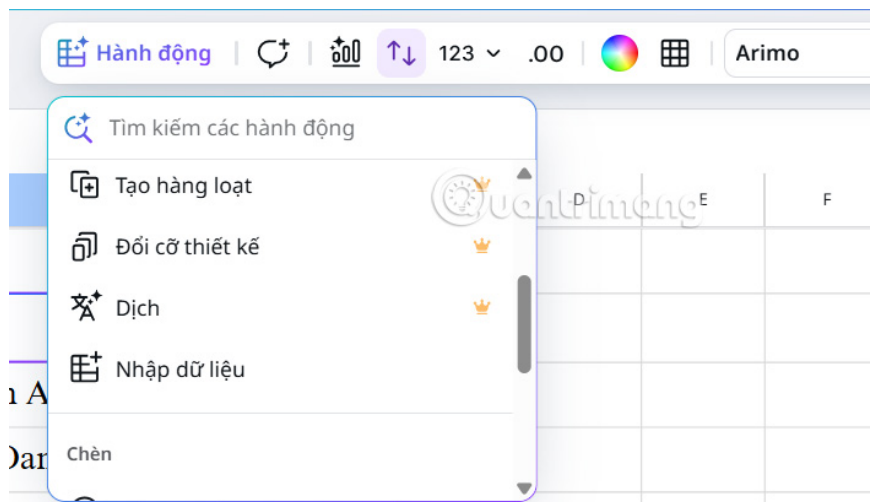 Hành động
123
.00
Arimo
Tìm kiếm các hành động
Tạo hàng loạt
Quantrimang
D
E
F
Đổi cỡ thiết kế
Dịch
Nhập dữ liệu
Chèn